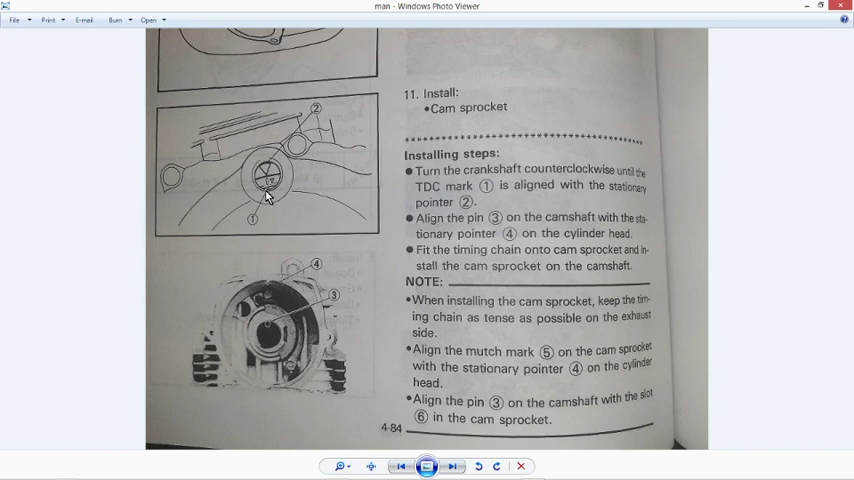 man - Windows Photo Viewer
File Print E-mail Burn Open
11. Install:
•Cam sprocket
****************************************
Installing steps:
● Turn the crankshaft counterclockwise until the
TDC mark ① is aligned with the stationary
pointer ②.
● Align the pin ③ on the camshaft with the sta-
tionary pointer ④ on the cylinder head.
● Fit the timing chain onto cam sprocket and in-
stall the cam sprocket on the camshaft.
NOTE:
•When installing the cam sprocket, keep the tim-
ing chain as tense as possible on the exhaust
side.
•Align the mutch mark ⑤ on the cam sprocket
with the stationary pointer ④ on the cylinder
head.
•Align the pin ③ on the camshaft with the slot
⑥ in the cam sprocket.
②
①
④
③
4-84